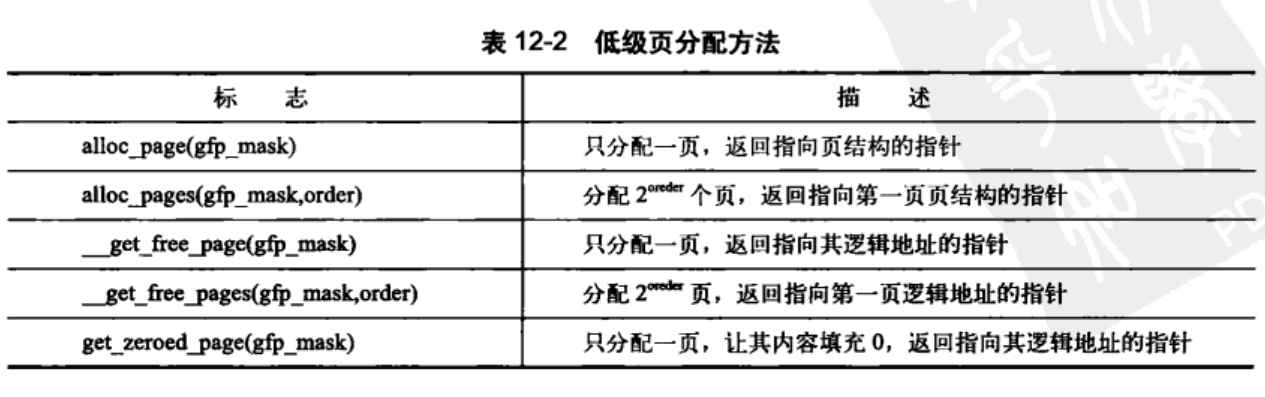 表 12-2 低级页分配方法
标 志 描 述
alloc_page(gfp_mask) 只分配一页，返回指向页结构的指针
alloc_pages(gfp_mask,order) 分配 2^oreder 个页，返回指向第一页页结构的指针
__get_free_page(gfp_mask) 只分配一页，返回指向其逻辑地址的指针
__get_free_pages(gfp_mask,order) 分配 2^oreder 页，返回指向第一页逻辑地址的指针
get_zeroed_page(gfp_mask) 只分配一页，让其内容填充 0，返回指向其逻辑地址的指针
PD